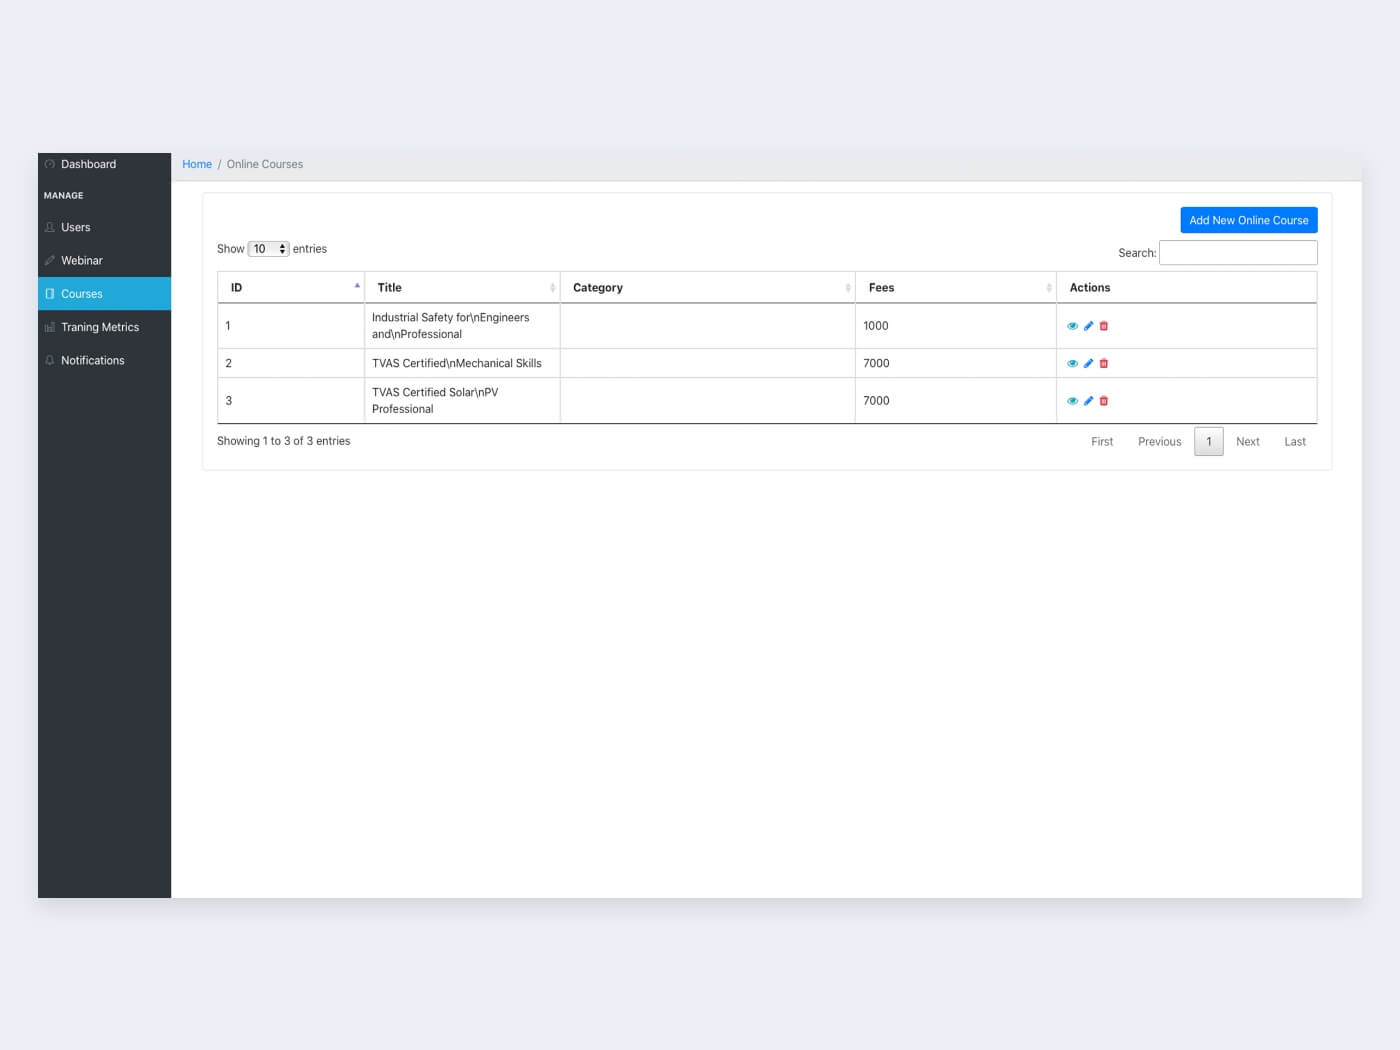 Dashboard
MANAGE
Users
Webinar
Courses
Traning Metrics
Notifications
Home / Online Courses
Add New Online Course
Show 10 entries
Search:
ID Title Category Fees Actions
1 Industrial Safety for\nEngineers 1000
and\nProfessional
2 TVAS Certified\nMechanical Skills 7000
3 TVAS Certified Solar\nPV 7000
Professional
Showing 1 to 3 of 3 entries
First Previous 1 Next Last